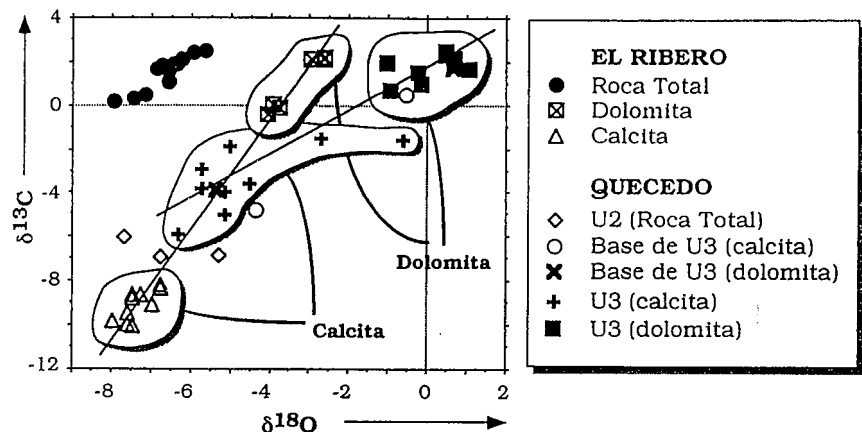 4
0
-4
-8
-12
δ¹³C
-8
-6
-4
-2
0
2
δ¹⁸O
Dolomita
Calcita
EL RIBERO
Roca Total
Dolomita
Calcita
QUECEDO
U2 (Roca Total)
Base de U3 (calcita)
Base de U3 (dolomita)
U3 (calcita)
U3 (dolomita)